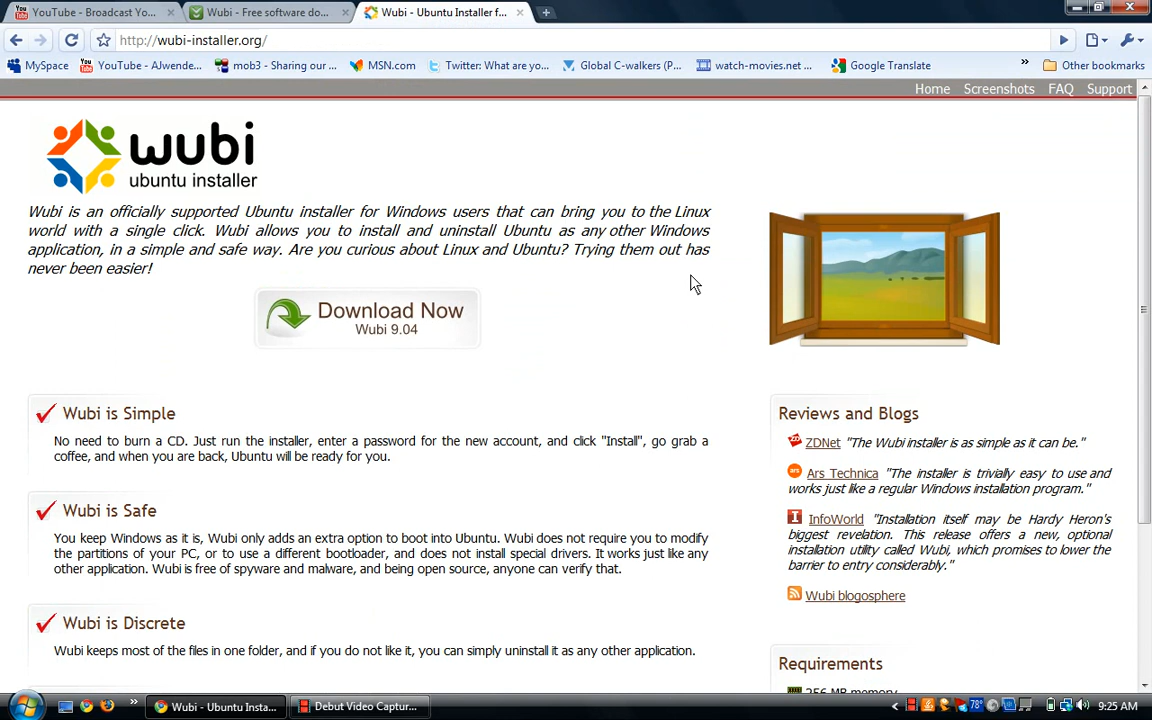 YouTube - Broadcast Yo...
Wubi - Free software do...
Wubi - Ubuntu Installer f...
http://wubi-installer.org/
MySpace
YouTube - AJwende...
mob3 - Sharing our ...
MSN.com
Twitter: What are yo...
Global C-walkers (P...
watch-movies.net ...
Google Translate
»
Other bookmarks
Home Screenshots FAQ Support
wubi
ubuntu installer
Wubi is an officially supported Ubuntu installer for Windows users that can bring you to the Linux
world with a single click. Wubi allows you to install and uninstall Ubuntu as any other Windows
application, in a simple and safe way. Are you curious about Linux and Ubuntu? Trying them out has
never been easier!
Download Now
Wubi 9.04
Wubi is Simple
No need to burn a CD. Just run the installer, enter a password for the new account, and click "Install", go grab a
coffee, and when you are back, Ubuntu will be ready for you.
Wubi is Safe
You keep Windows as it is, Wubi only adds an extra option to boot into Ubuntu. Wubi does not require you to modify
the partitions of your PC, or to use a different bootloader, and does not install special drivers. It works just like any
other application. Wubi is free of spyware and malware, and being open source, anyone can verify that.
Wubi is Discrete
Wubi keeps most of the files in one folder, and if you do not like it, you can simply uninstall it as any other application.
Reviews and Blogs
ZDNet "The Wubi installer is as simple as it can be."
Ars Technica "The installer is trivially easy to use and
works just like a regular Windows installation program."
InfoWorld "Installation itself may be Hardy Heron's
biggest revelation. This release offers a new, optional
installation utility called Wubi, which promises to lower the
barrier to entry considerably."
Wubi blogosphere
Requirements
256 MB memory
Wubi - Ubuntu Insta...
Debut Video Captur...
78°
9:25 AM